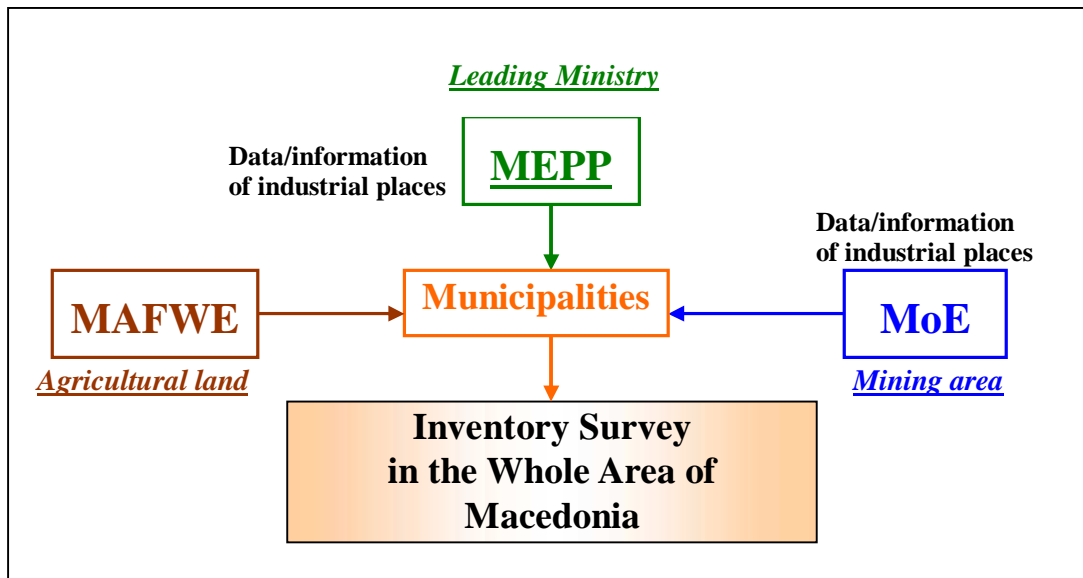 Leading Ministry
Data/information
of industrial places
MEPP
Data/information
of industrial places
MAFWE
Municipalities
MoE
Agricultural land
Mining area
Inventory Survey
in the Whole Area of
Macedonia